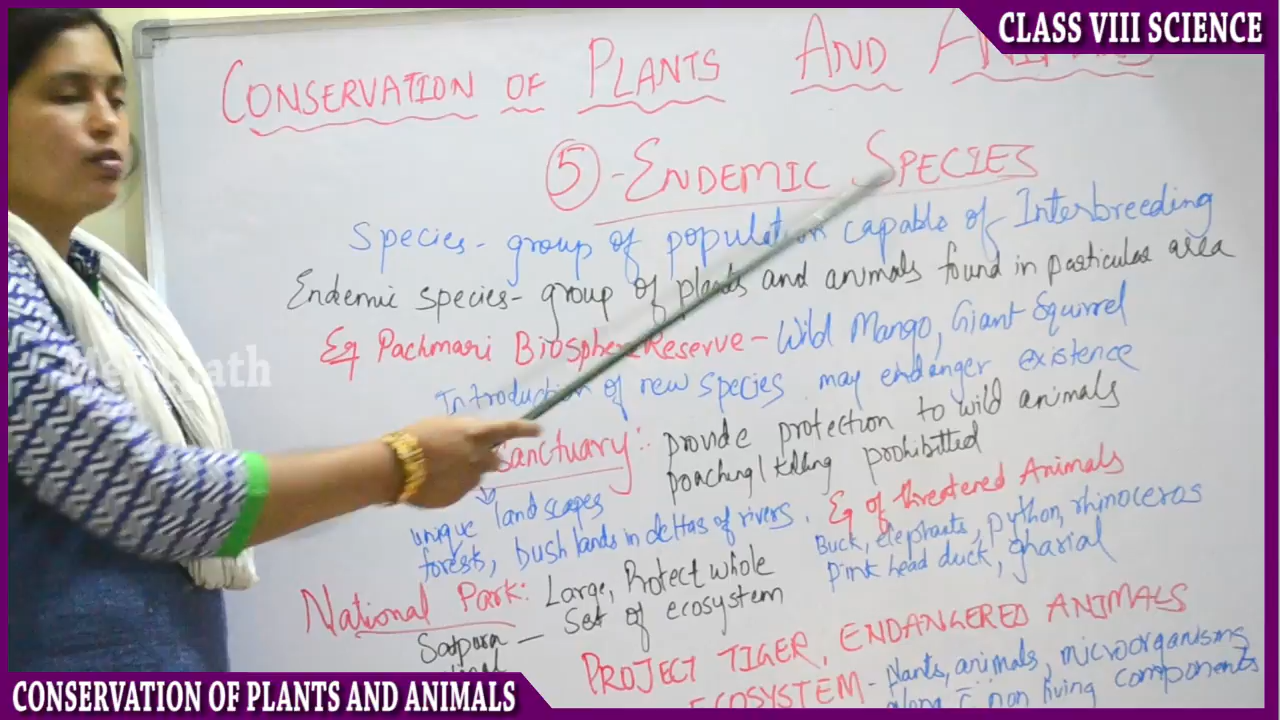 CLASS VIII SCIENCE
CONSERVATION OF PLANTS AND
5 - ENDEMIC SPECIES
Species - group of population capable of Interbreeding
Endemic species - group of plants and animals found in particular area
Eg Pachmari Biosphere Reserve - Wild Mango, Giant Squirrel
Introduction of new species may endanger existence
Sanctuary:- provide protection to wild animals
poaching/killing prohibitted
unique landscapes
forests, bush lands in deltas of rivers.
Eg of threatened Animals
Buck, elephants, python, rhinoceros
pink head duck, gharial
National Park: Large, Protect whole
Set of ecosystem
Satpura -
PROJECT TIGER, ENDANGERED ANIMALS
ECOSYSTEM - plants, animals, microorganisms
along c non living components
CONSERVATION OF PLANTS AND ANIMALS